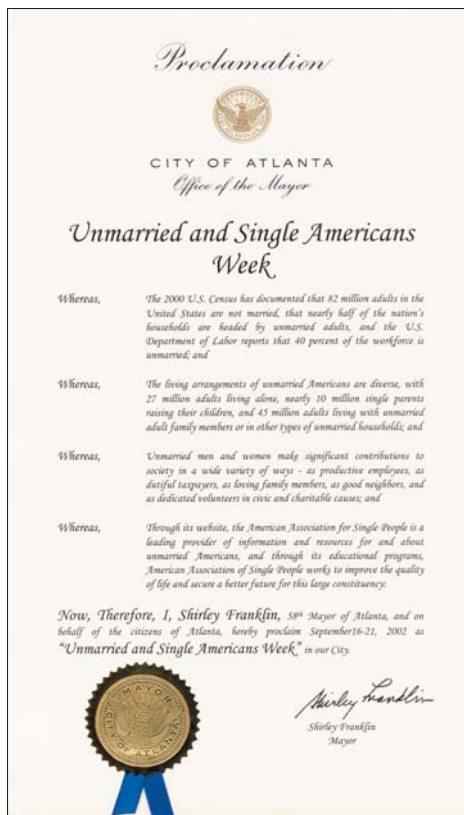 Proclamation
CITY OF ATLANTA
Office of the Mayor
Unmarried and Single Americans
Week
Whereas, The 2000 U.S. Census has documented that 82 million adults in the
United States are not married, that nearly half of the nation's
households are headed by unmarried adults, and the U.S.
Department of Labor reports that 40 percent of the workforce is
unmarried; and
Whereas, The living arrangements of unmarried Americans are diverse, with
27 million adults living alone, nearly 10 million single parents
raising their children, and 45 million adults living with unmarried
adult family members or in other types of unmarried households; and
Whereas, Unmarried men and women make significant contributions to
society in a wide variety of ways - as productive employees, as
dutiful taxpayers, as loving family members, as good neighbors, and
as dedicated volunteers in civic and charitable causes; and
Whereas, Through its website, the American Association for Single People is a
leading provider of information and resources for and about
unmarried Americans, and through its educational programs,
American Association of Single People works to improve the quality
of life and secure a better future for this large constituency:
Now, Therefore, I, Shirley Franklin, 58th Mayor of Atlanta, and on
behalf of the citizens of Atlanta, hereby proclaim September16-21, 2002 as
"Unmarried and Single Americans Week" in our City.
MAYOR
CITY OF ATLANTA
Shirley Franklin
Shirley Franklin
Mayor